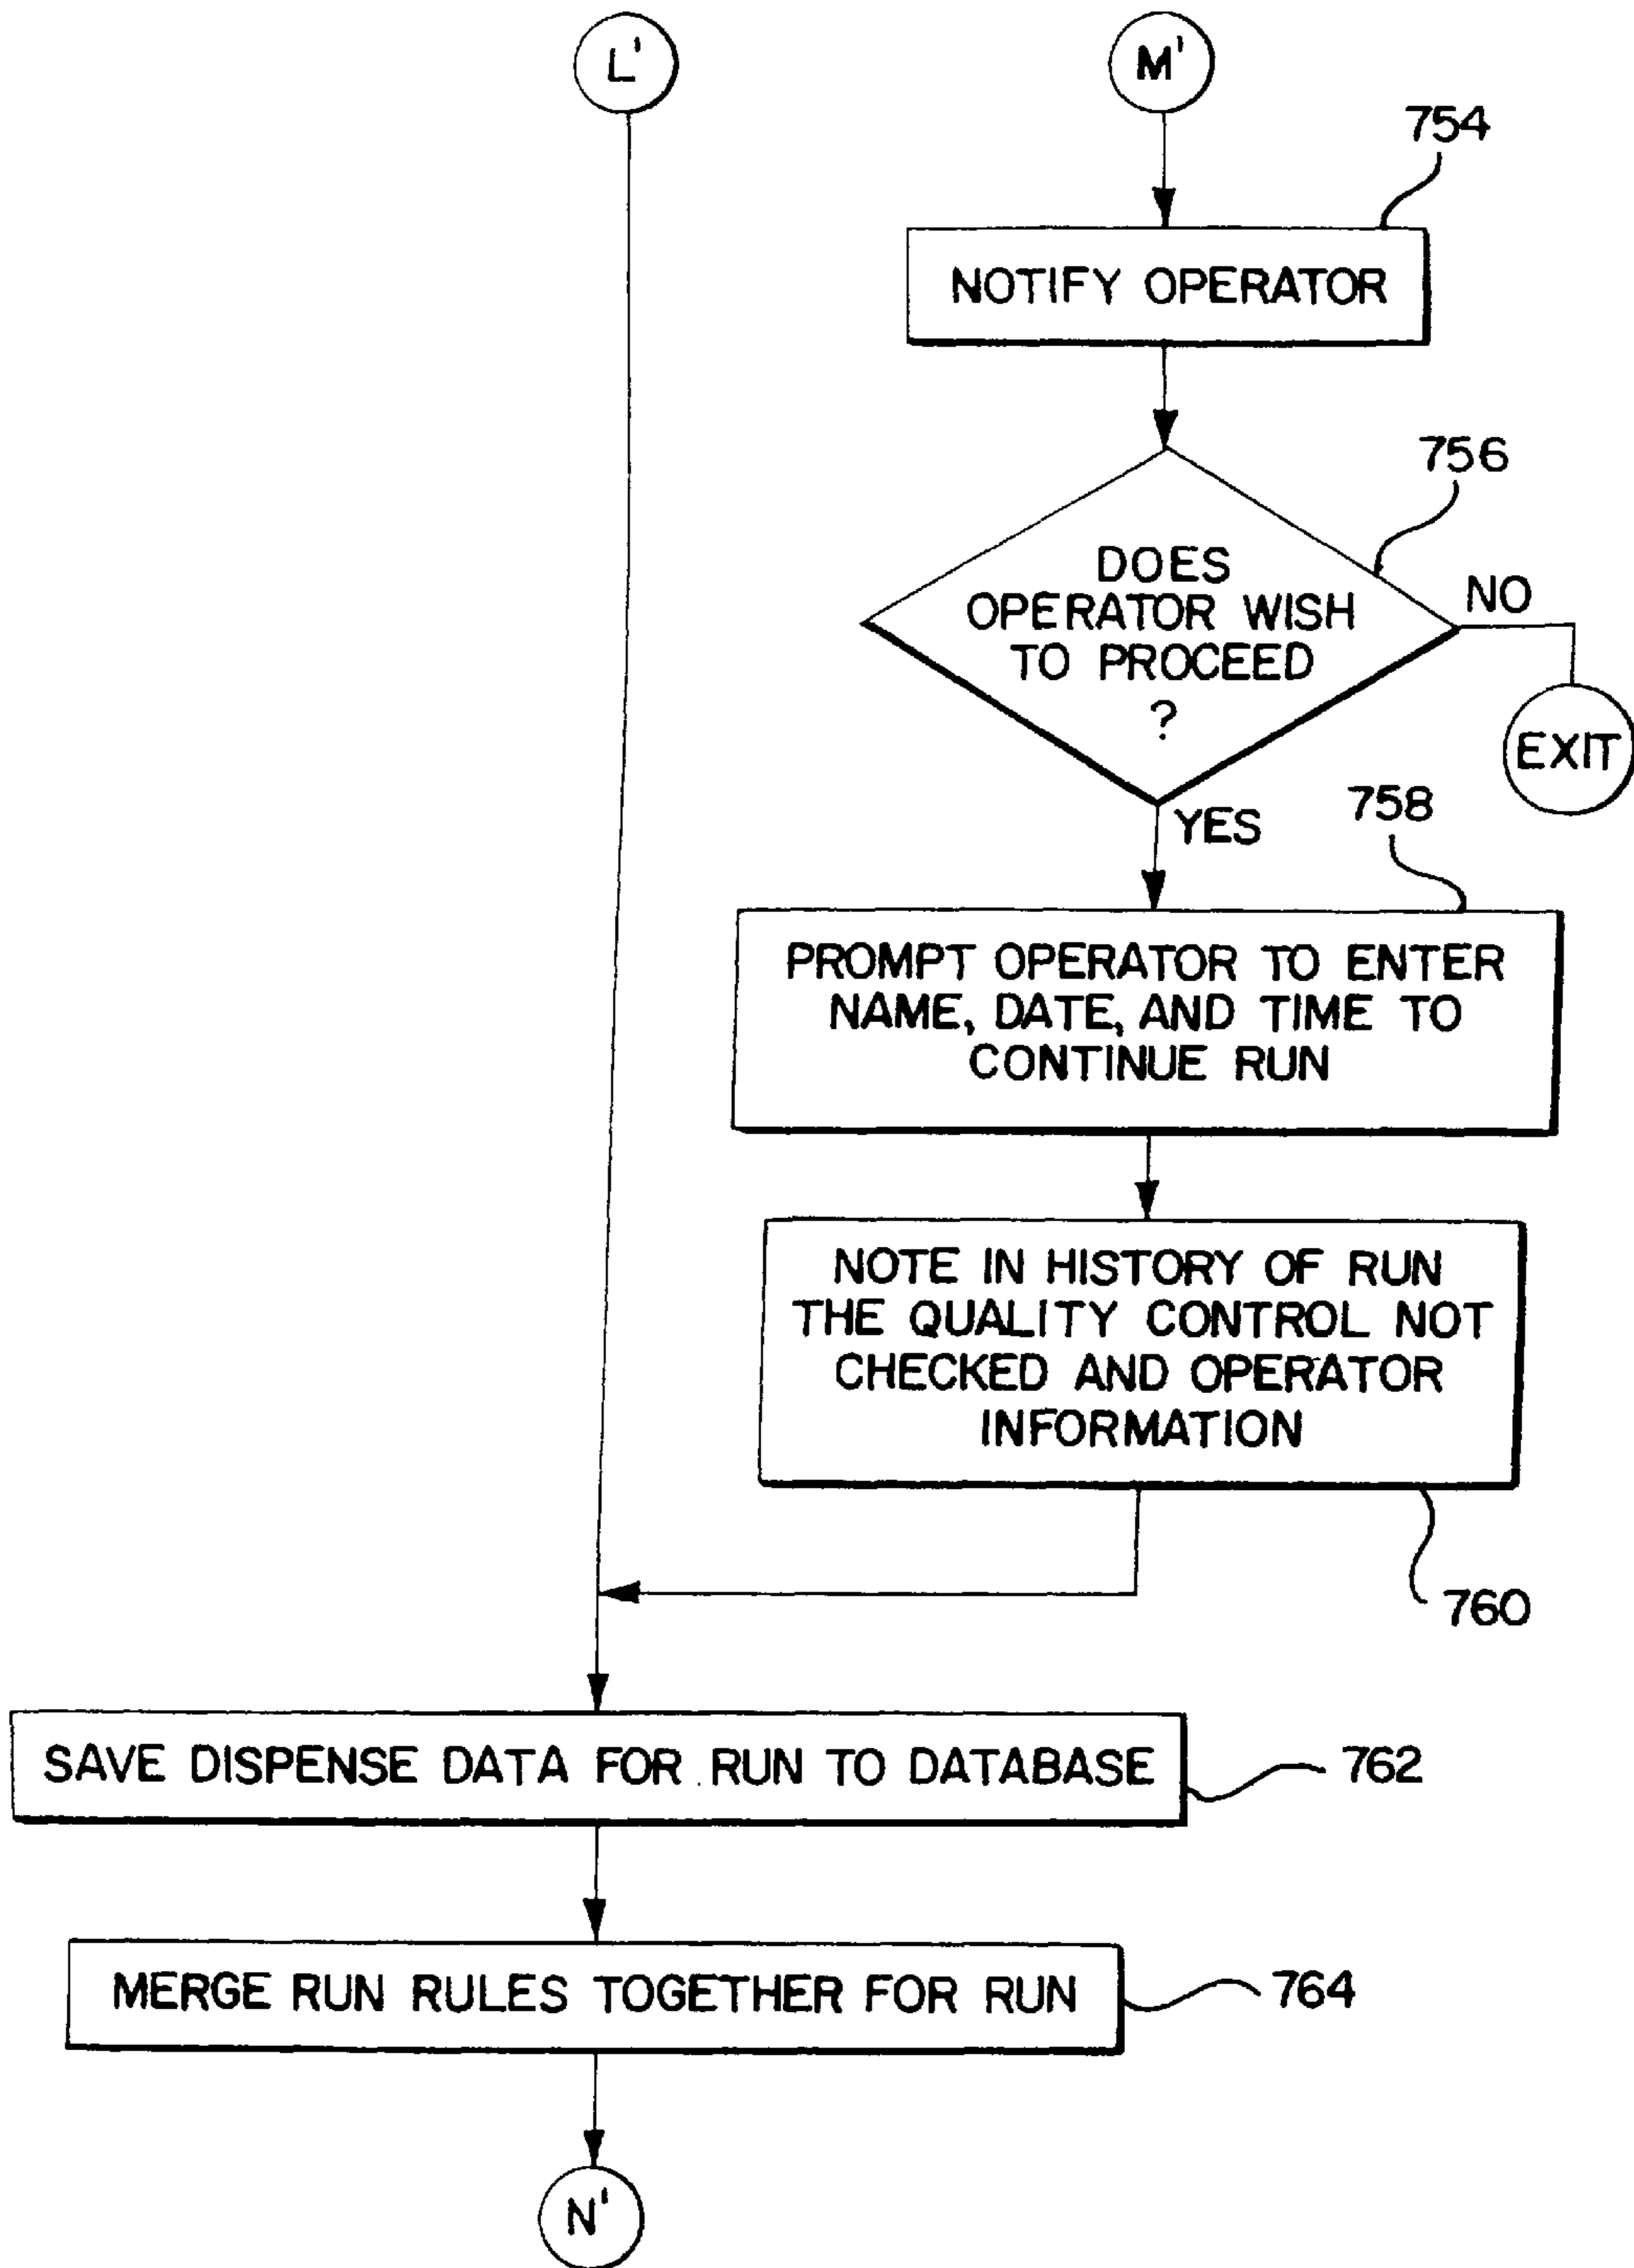 L'
M'
754
NOTIFY OPERATOR
756
DOES
OPERATOR WISH
TO PROCEED
?
NO
EXIT
YES
758
PROMPT OPERATOR TO ENTER
NAME, DATE, AND TIME TO
CONTINUE RUN
NOTE IN HISTORY OF RUN
THE QUALITY CONTROL NOT
CHECKED AND OPERATOR
INFORMATION
760
SAVE DISPENSE DATA FOR RUN TO DATABASE
762
MERGE RUN RULES TOGETHER FOR RUN
764
N'